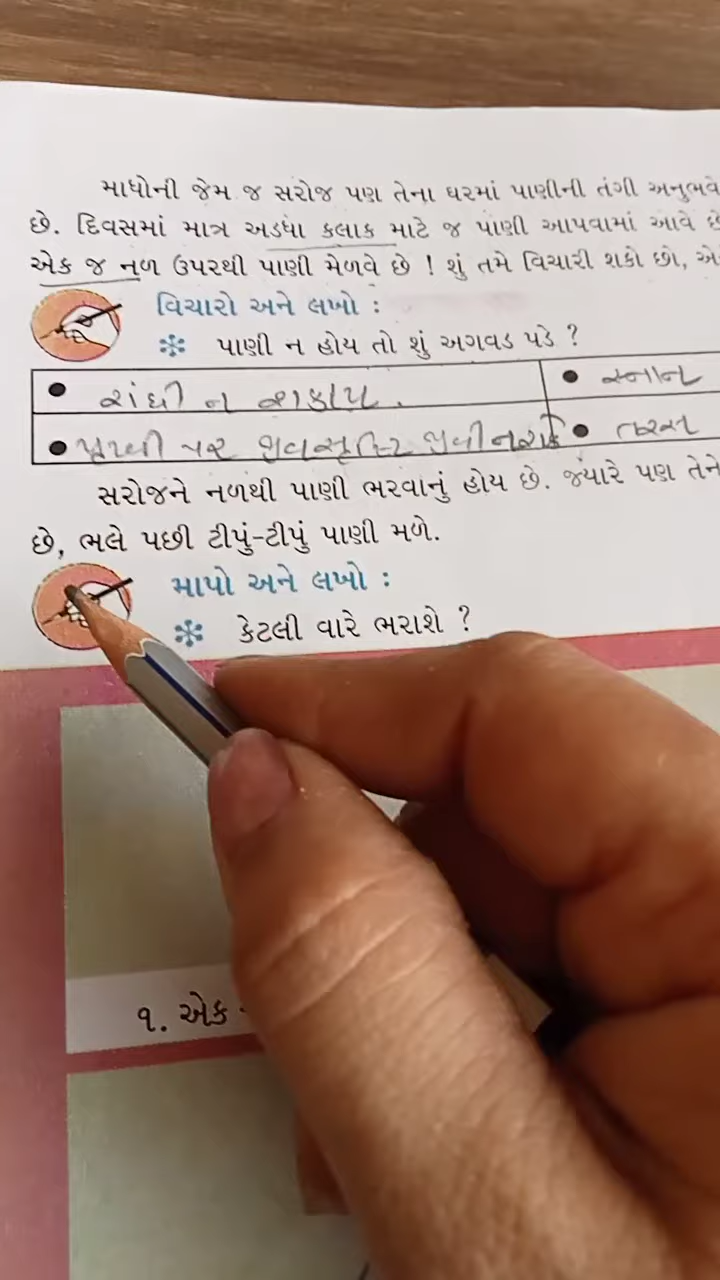 માધોની જેમ જ સરોજ પણ તેના ઘરમાં પાણીની તંગી અનુભવે
છે. દિવસમાં માત્ર અડધા કલાક માટે જ પાણી આપવામાં આવે છે
એક જ નળ ઉપરથી પાણી મેળવે છે ! શું તમે વિચારી શકો છો, એ
વિચારો અને લખો :
પાણી ન હોય તો શું અગવડ પડે ?
રાંધી ન શકાય.
સ્નાન
પૃથ્વી પર જીવસૃષ્ટિ જીવી ન શકે
તરસ
સરોજને નળથી પાણી ભરવાનું હોય છે. જ્યારે પણ તેને
છે, ભલે પછી ટીપું-ટીપું પાણી મળે.
માપો અને લખો :
કેટલી વારે ભરાશે ?
૧. એક